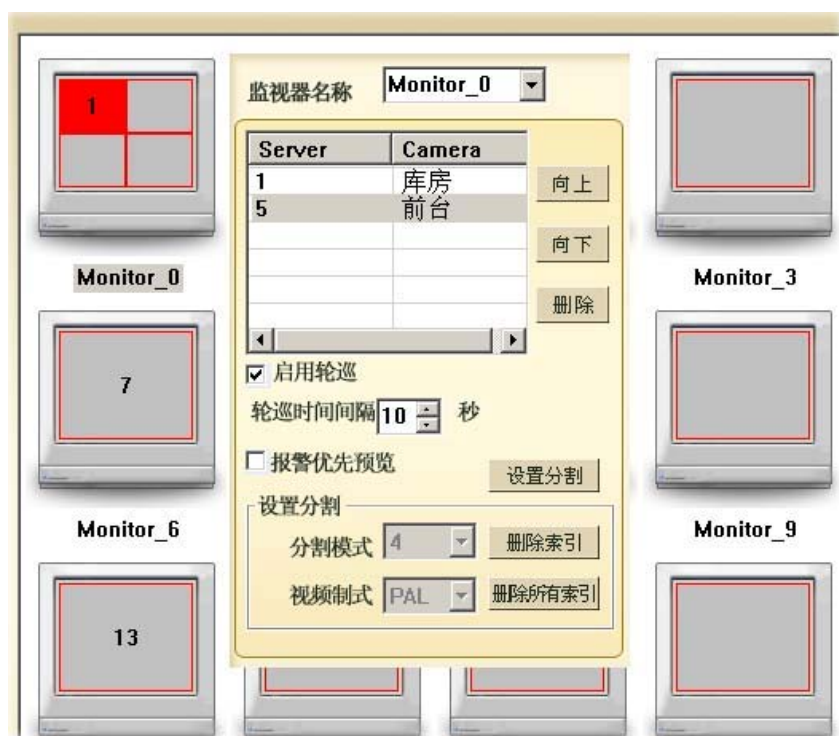 1
Monitor_0
监视器名称 Monitor_0
Server Camera
1 库房
5 前台
向上
向下
删除
Monitor_3
7
启用轮巡
轮巡时间间隔 10 秒
报警优先预览
设置分割
设置分割
Monitor_6
分割模式 4 删除索引
Monitor_9
视频制式 PAL 删除所有索引
13